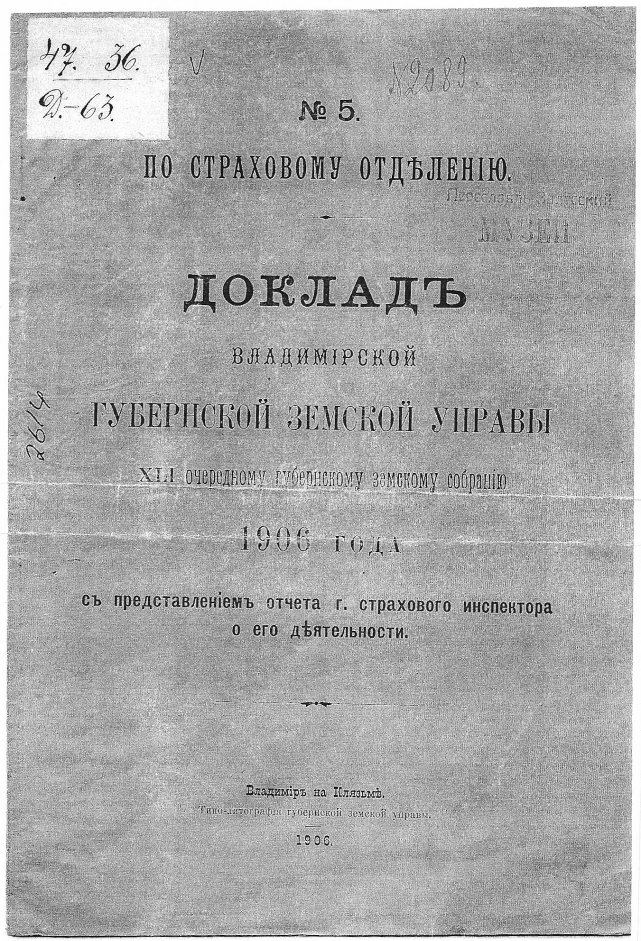 47. 36.
Д.-63.
V
№2089
№ 5.
ПО СТРАХОВОМУ ОТДѢЛЕНІЮ.
Переславль-Залесский
МУЗЕЙ
ДОКЛАДЪ
ВЛАДИМІРСКОЙ
ГУБЕРНСКОЙ ЗЕМСКОЙ УПРАВЫ
XLI очередному губернскому земскому собранію
1906 ГОДА
съ представленіемъ отчета г. страхового инспектора
о его дѣятельности.
2614
Владиміръ на Клязьмѣ.
Типо-литографія губернской земской управы.
1906.